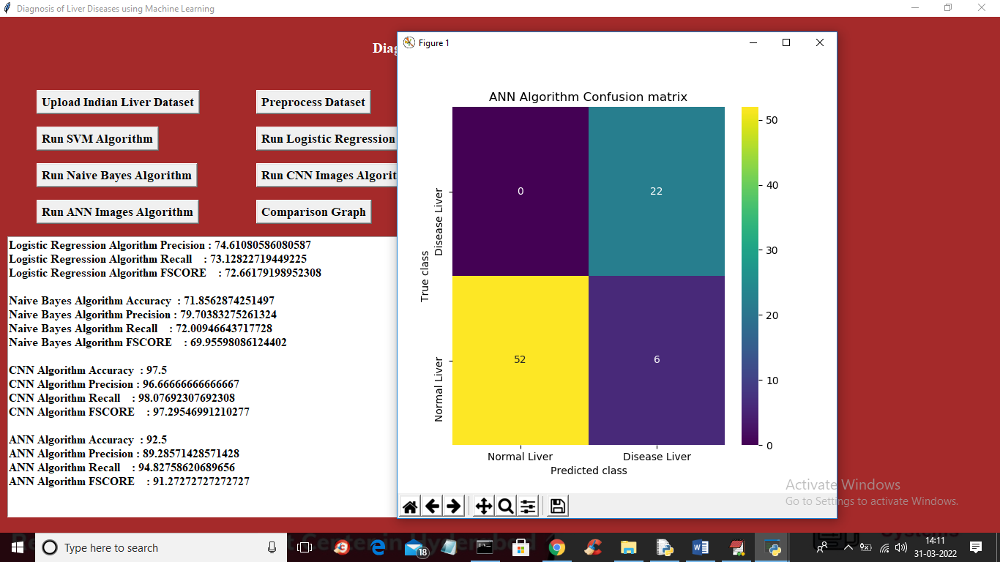 Diagnosis of Liver Diseases using Machine Learning
Figure 1
Upload Indian Liver Dataset
Preprocess Dataset
Run SVM Algorithm
Run Logistic Regression
Run Naive Bayes Algorithm
Run CNN Images
Run ANN Images Algorithm
Comparison Graph
Logistic Regression Algorithm Precision : 74.61080586080587
Logistic Regression Algorithm Recall : 73.12822719449225
Logistic Regression Algorithm FSCORE : 72.66179198952308
Naive Bayes Algorithm Accuracy : 71.8562874251497
Naive Bayes Algorithm Precision : 79.70383275261324
Naive Bayes Algorithm Recall : 72.00946643717728
Naive Bayes Algorithm FSCORE : 69.95598086124402
CNN Algorithm Accuracy : 97.5
CNN Algorithm Precision : 96.66666666666667
CNN Algorithm Recall : 98.07692307692308
CNN Algorithm FSCORE : 97.29546991210277
ANN Algorithm Accuracy : 92.5
ANN Algorithm Precision : 89.28571428571428
ANN Algorithm Recall : 94.82758620689656
ANN Algorithm FSCORE : 91.27272727272727
ANN Algorithm Confusion matrix
True class
Disease Liver
Normal Liver
0
22
52
6
Normal Liver
Disease Liver
Predicted class
50
40
30
20
10
0
Activate Windows
Go to Settings to activate Windows.
Type here to search
18
14:11
31-03-2022